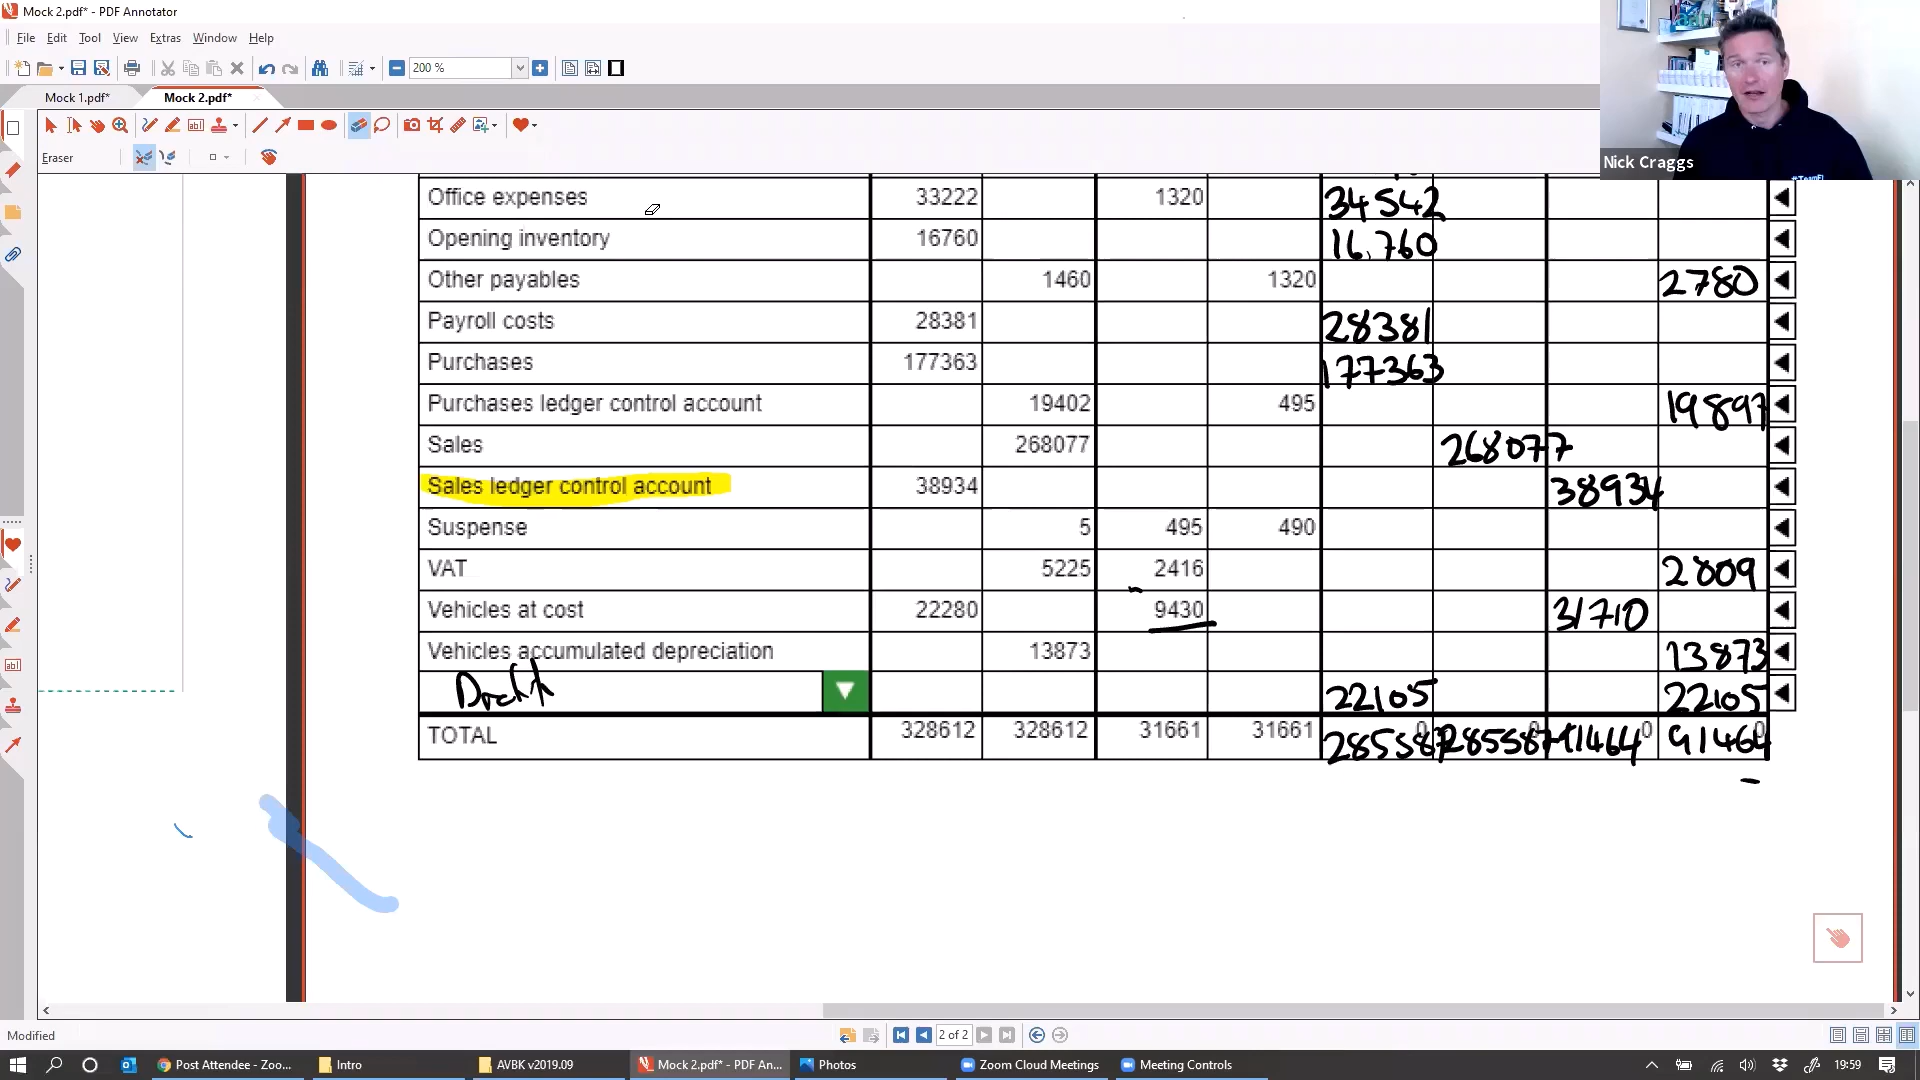 Mock 2.pdf* - PDF Annotator
File Edit Tool View Extras Window Help
200 %
Mock 1.pdf* Mock 2.pdf*
Eraser
Nick Craggs
Office expenses 33222 1320 34542
Opening inventory 16760 16,760
Other payables 1460 1320 2780
Payroll costs 28381 28381
Purchases 177363 177363
Purchases ledger control account 19402 495 19897
Sales 268077 268077
Sales ledger control account 38934 38934
Suspense 5 495 490
VAT 5225 2416 2809
Vehicles at cost 22280 9430 31710
Vehicles accumulated depreciation 13873 13873
22105 22105
TOTAL 328612 328612 31661 31661 0 285587 0 285587 0 91464 0 91464
Modified
2 of 2
Post Attendee - Zoo... Intro AVBK v2019.09 Mock 2.pdf* - PDF An... Photos Zoom Cloud Meetings Meeting Controls 19:59